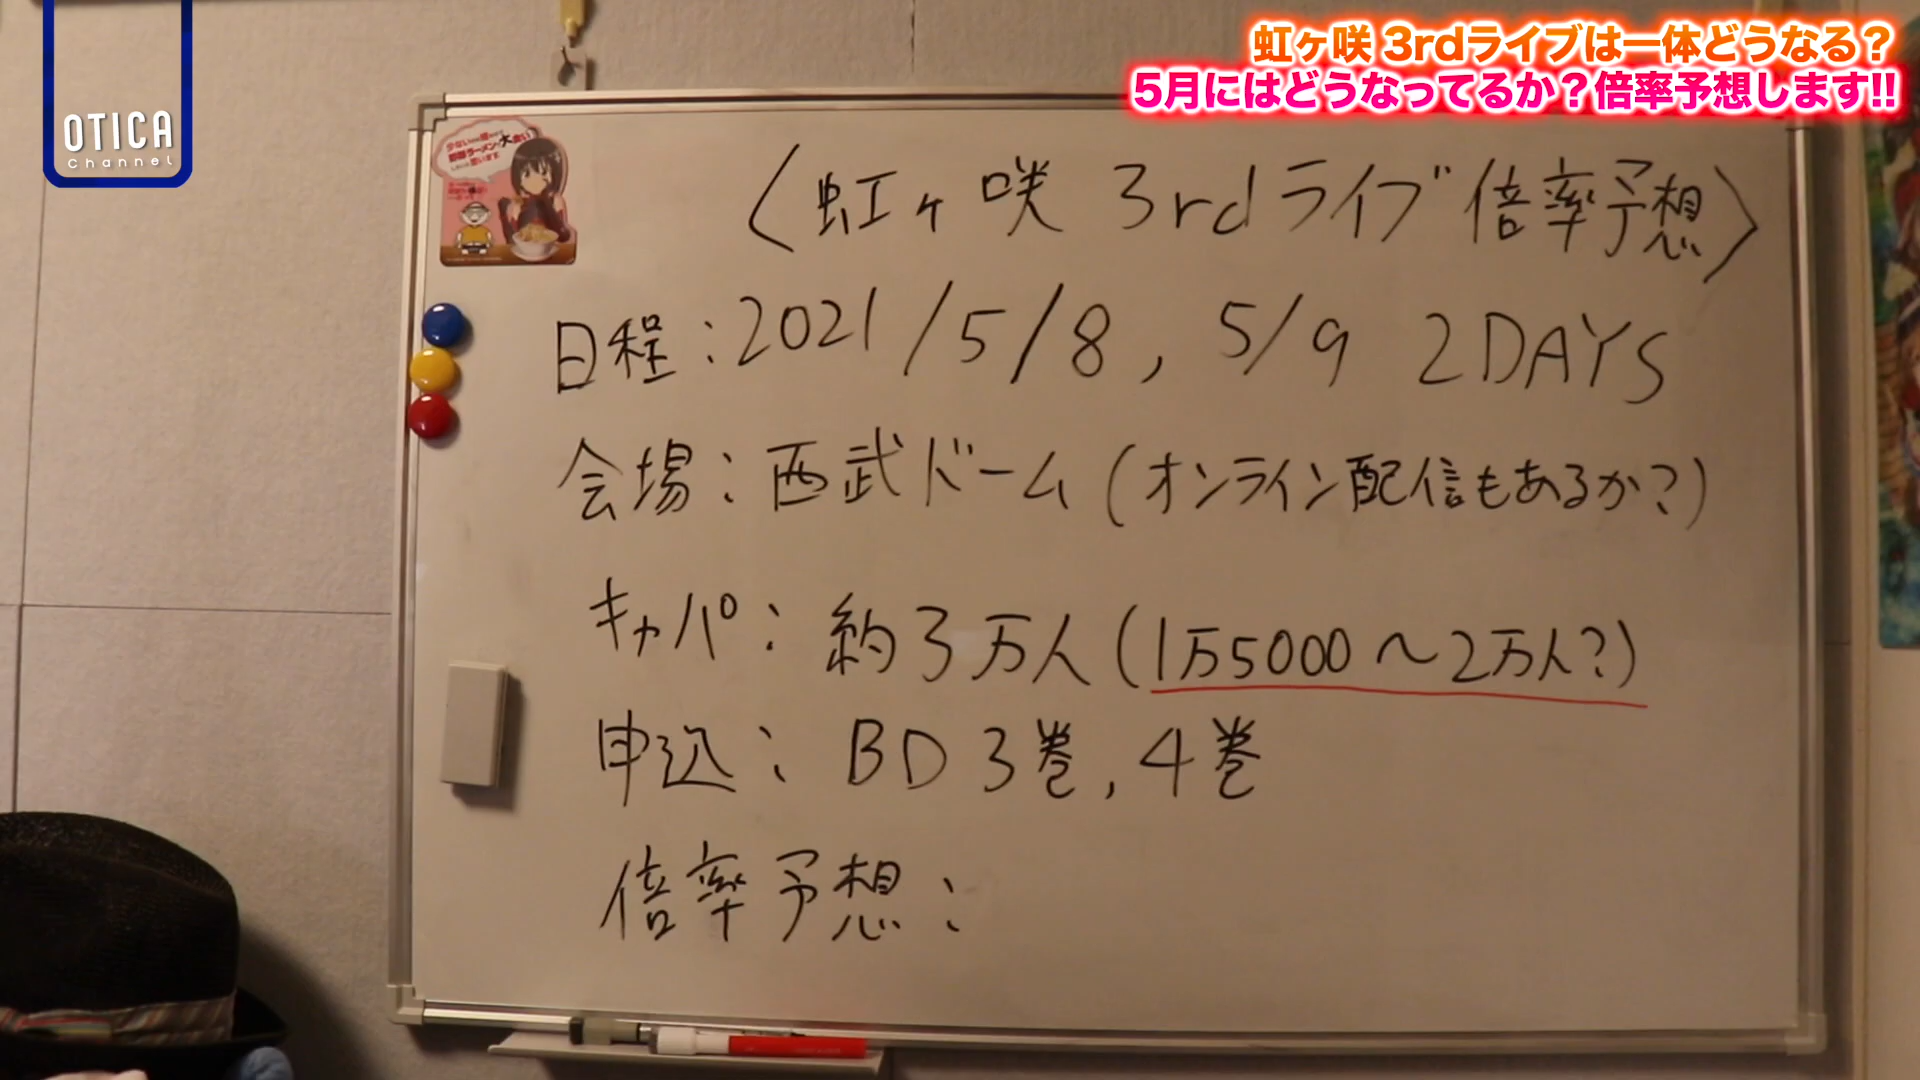 OTICA
Channel
虹ヶ咲 3rdライブは一体どうなる？
5月にはどうなってるか？倍率予想します!!
〈虹ヶ咲 3rdライブ倍率予想〉
日程：2021/5/8, 5/9 2DAYS
会場：西武ドーム(オンライン配信もあるか?)
キャパ：約3万人(1万5000～2万人?)
申込：BD3巻,4巻
倍率予想：